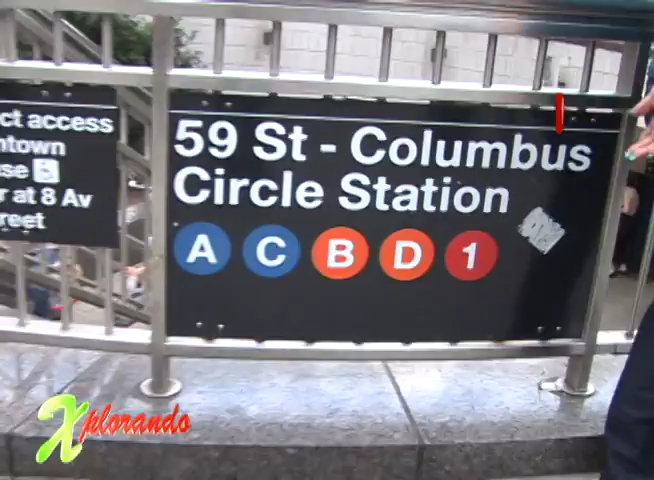 ct access
ntown
se B
r at 8 Av
reet
59 St - Columbus
Circle Station
A C B D 1
Xplorando